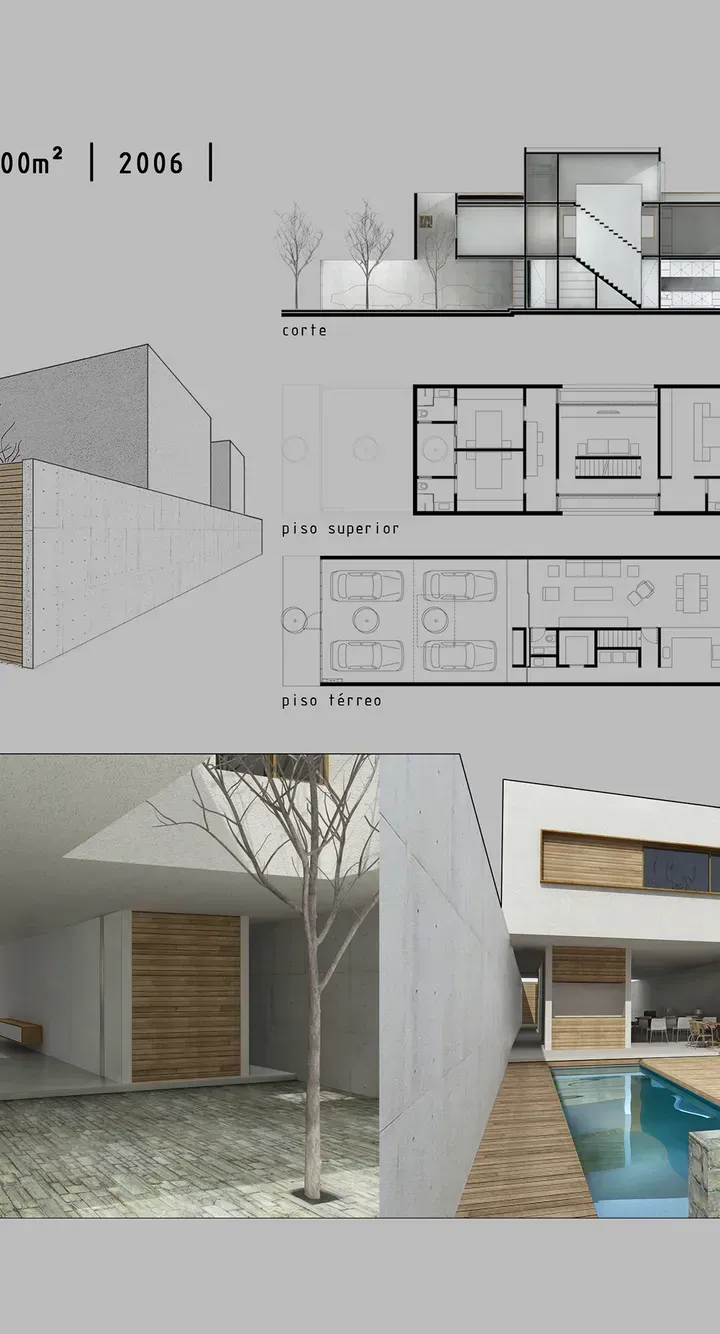 00m² | 2006 |
corte
piso superior
piso térreo